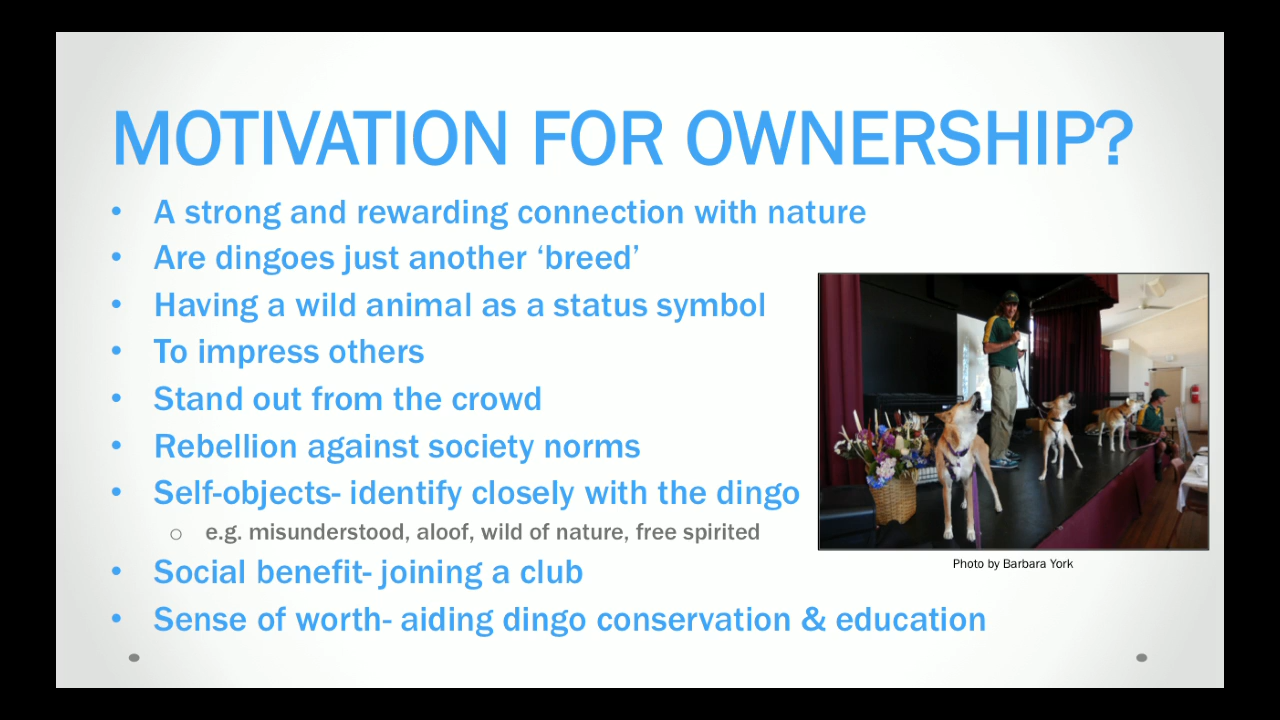 MOTIVATION FOR OWNERSHIP?
• A strong and rewarding connection with nature
• Are dingoes just another ‘breed’
• Having a wild animal as a status symbol
• To impress others
• Stand out from the crowd
• Rebellion against society norms
• Self-objects- identify closely with the dingo
o e.g. misunderstood, aloof, wild of nature, free spirited
• Social benefit- joining a club
• Sense of worth- aiding dingo conservation & education
Photo by Barbara York